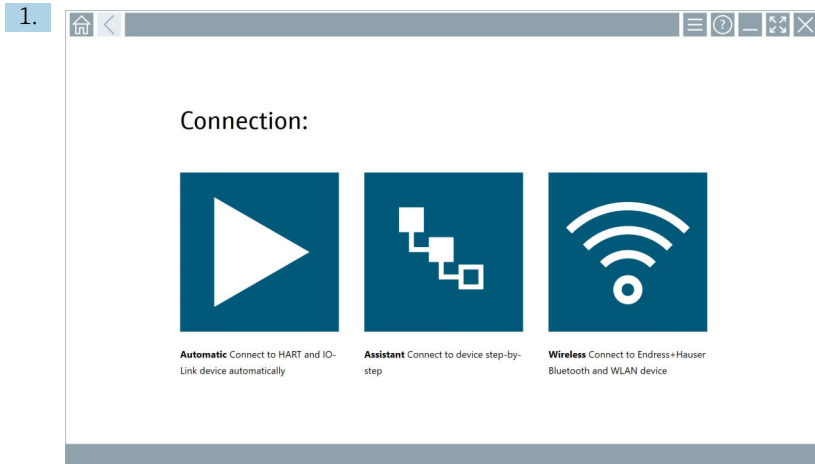 1.
Connection:
Automatic Connect to HART and IO-
Link device automatically
Assistant Connect to device step-by-
step
Wireless Connect to Endress+Hauser
Bluetooth and WLAN device